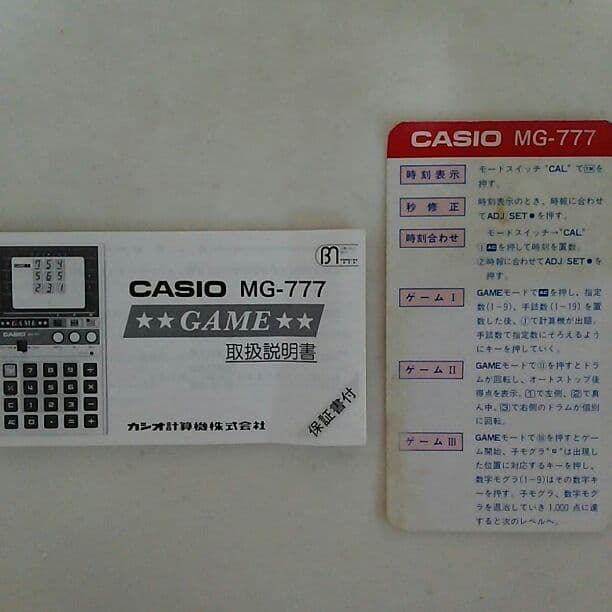 CASIO MG-777
★★GAME★★
取扱説明書
保証書付
カシオ計算機株式会社
754
565
231
CASIO
CASIO MG-777
時刻表示
モードスイッチ "CAL" で
押す。
秒修正
時刻表示のとき、時報に合わせ
てADJ/SET●を押す。
時刻合わせ
モードスイッチ→"CAL"
①ACを押して時刻を置数。
②時報に合わせてADJ/SET●を
押す。
ゲームⅠ
GAMEモードでACを押し、指定
数(1~9)、手詰数(1~19)を置
数した後、①で計算機が出題。
手詰数で指定数にそろえるよう
にキーを押していく。
ゲームⅡ
GAMEモードで⑪を押すとドラ
ムが回転し、オートストップ後
得点を表示。①で左側、②で真
ん中、③で右側のドラムが個別
に回転。
ゲームⅢ
GAMEモードで を押すとゲー
ム開始、子モグラ"¤"は出現し
た位置に対応するキーを押し、
数字モグラ(1~9)はその数字キ
ーを押す。子モグラ、数字モグ
ラを退治していき1,000点に達
すると次のレベルへ。